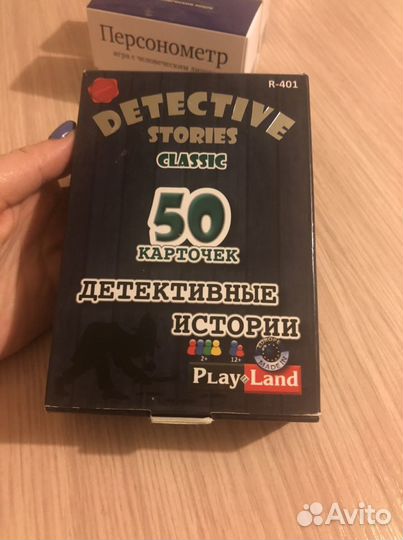 Персонометр
R-401
DETECTIVE
STORIES
CLASSIC
50
КАРТОЧЕК
ДЕТЕКТИВНЫЕ
ИСТОРИИ
2+ 12+
PLAY LAND
Avito